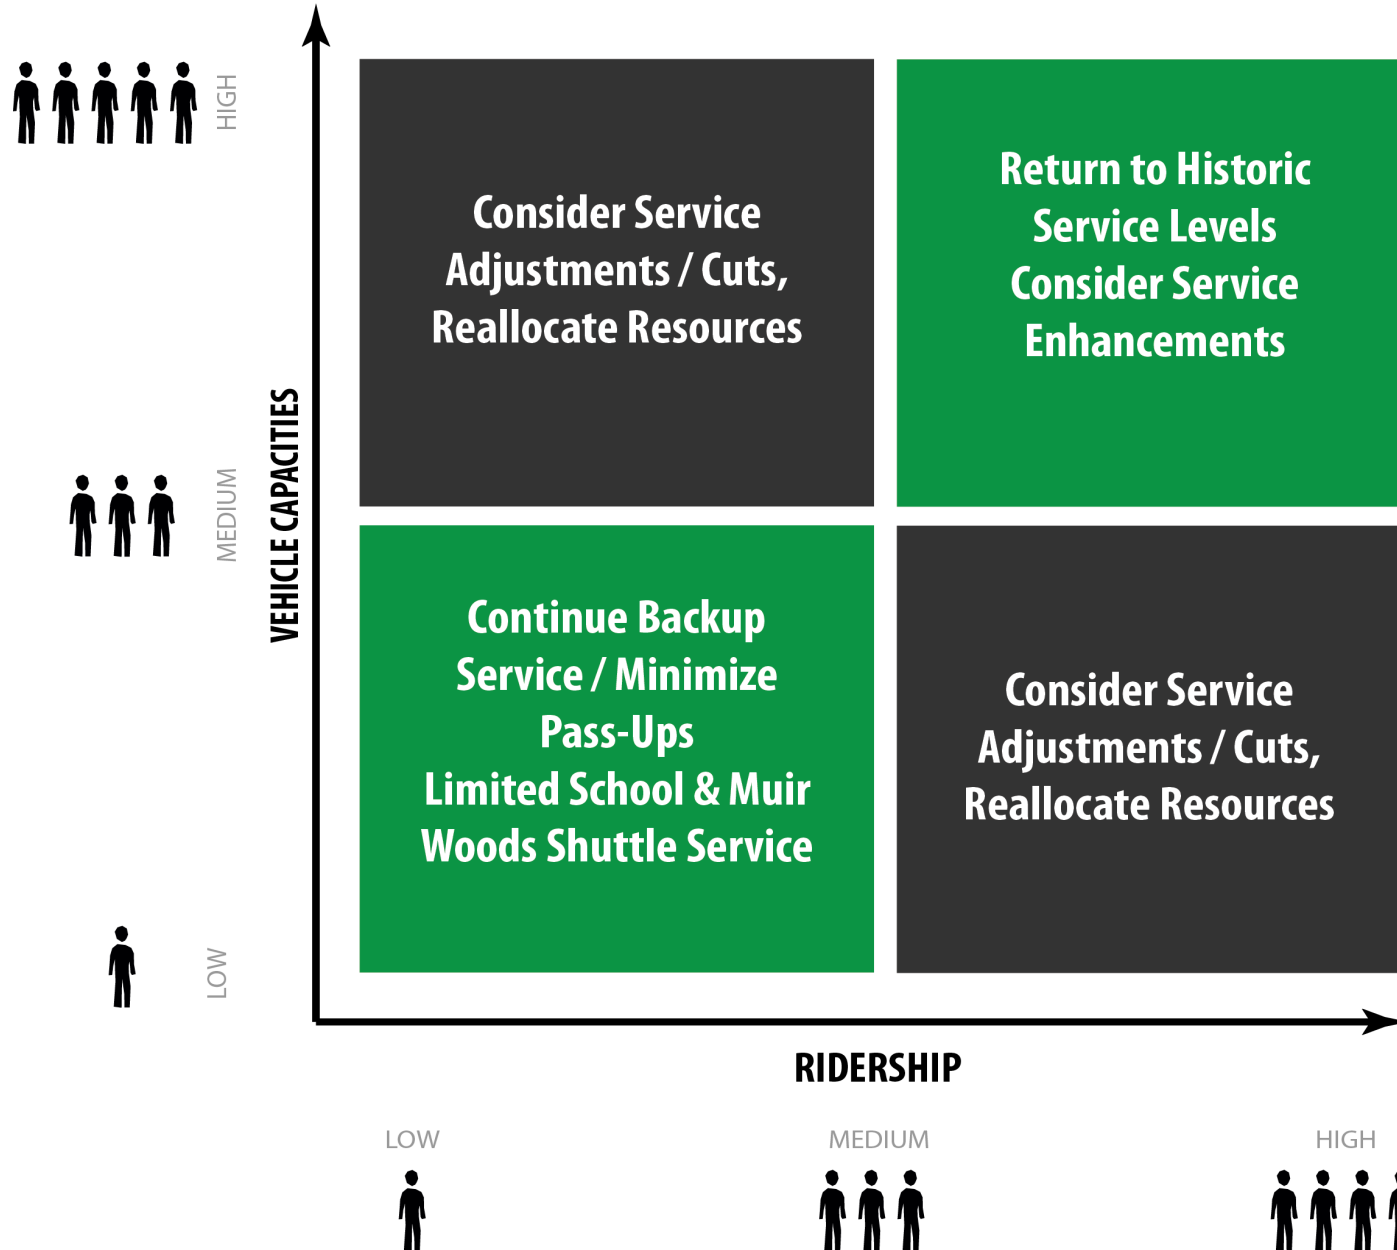 HIGH
Consider Service
Adjustments / Cuts,
Reallocate Resources
Return to Historic
Service Levels
Consider Service
Enhancements
MEDIUM
VEHICLE CAPACITIES
Continue Backup
Service / Minimize
Pass-Ups
Limited School & Muir
Woods Shuttle Service
Consider Service
Adjustments / Cuts,
Reallocate Resources
LOW
RIDERSHIP
LOW
MEDIUM
HIGH